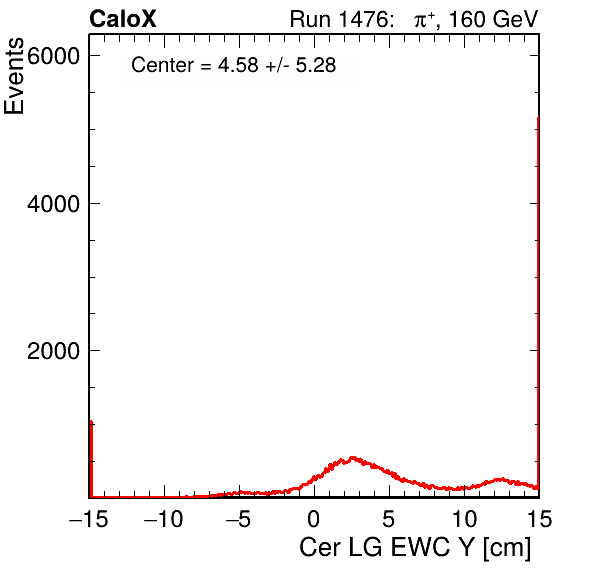 CaloX Run 1476: π⁺, 160 GeV
Center = 4.58 +/- 5.28
Events
6000
4000
2000
−15 −10 −5 0 5 10 15
Cer LG EWC Y [cm]